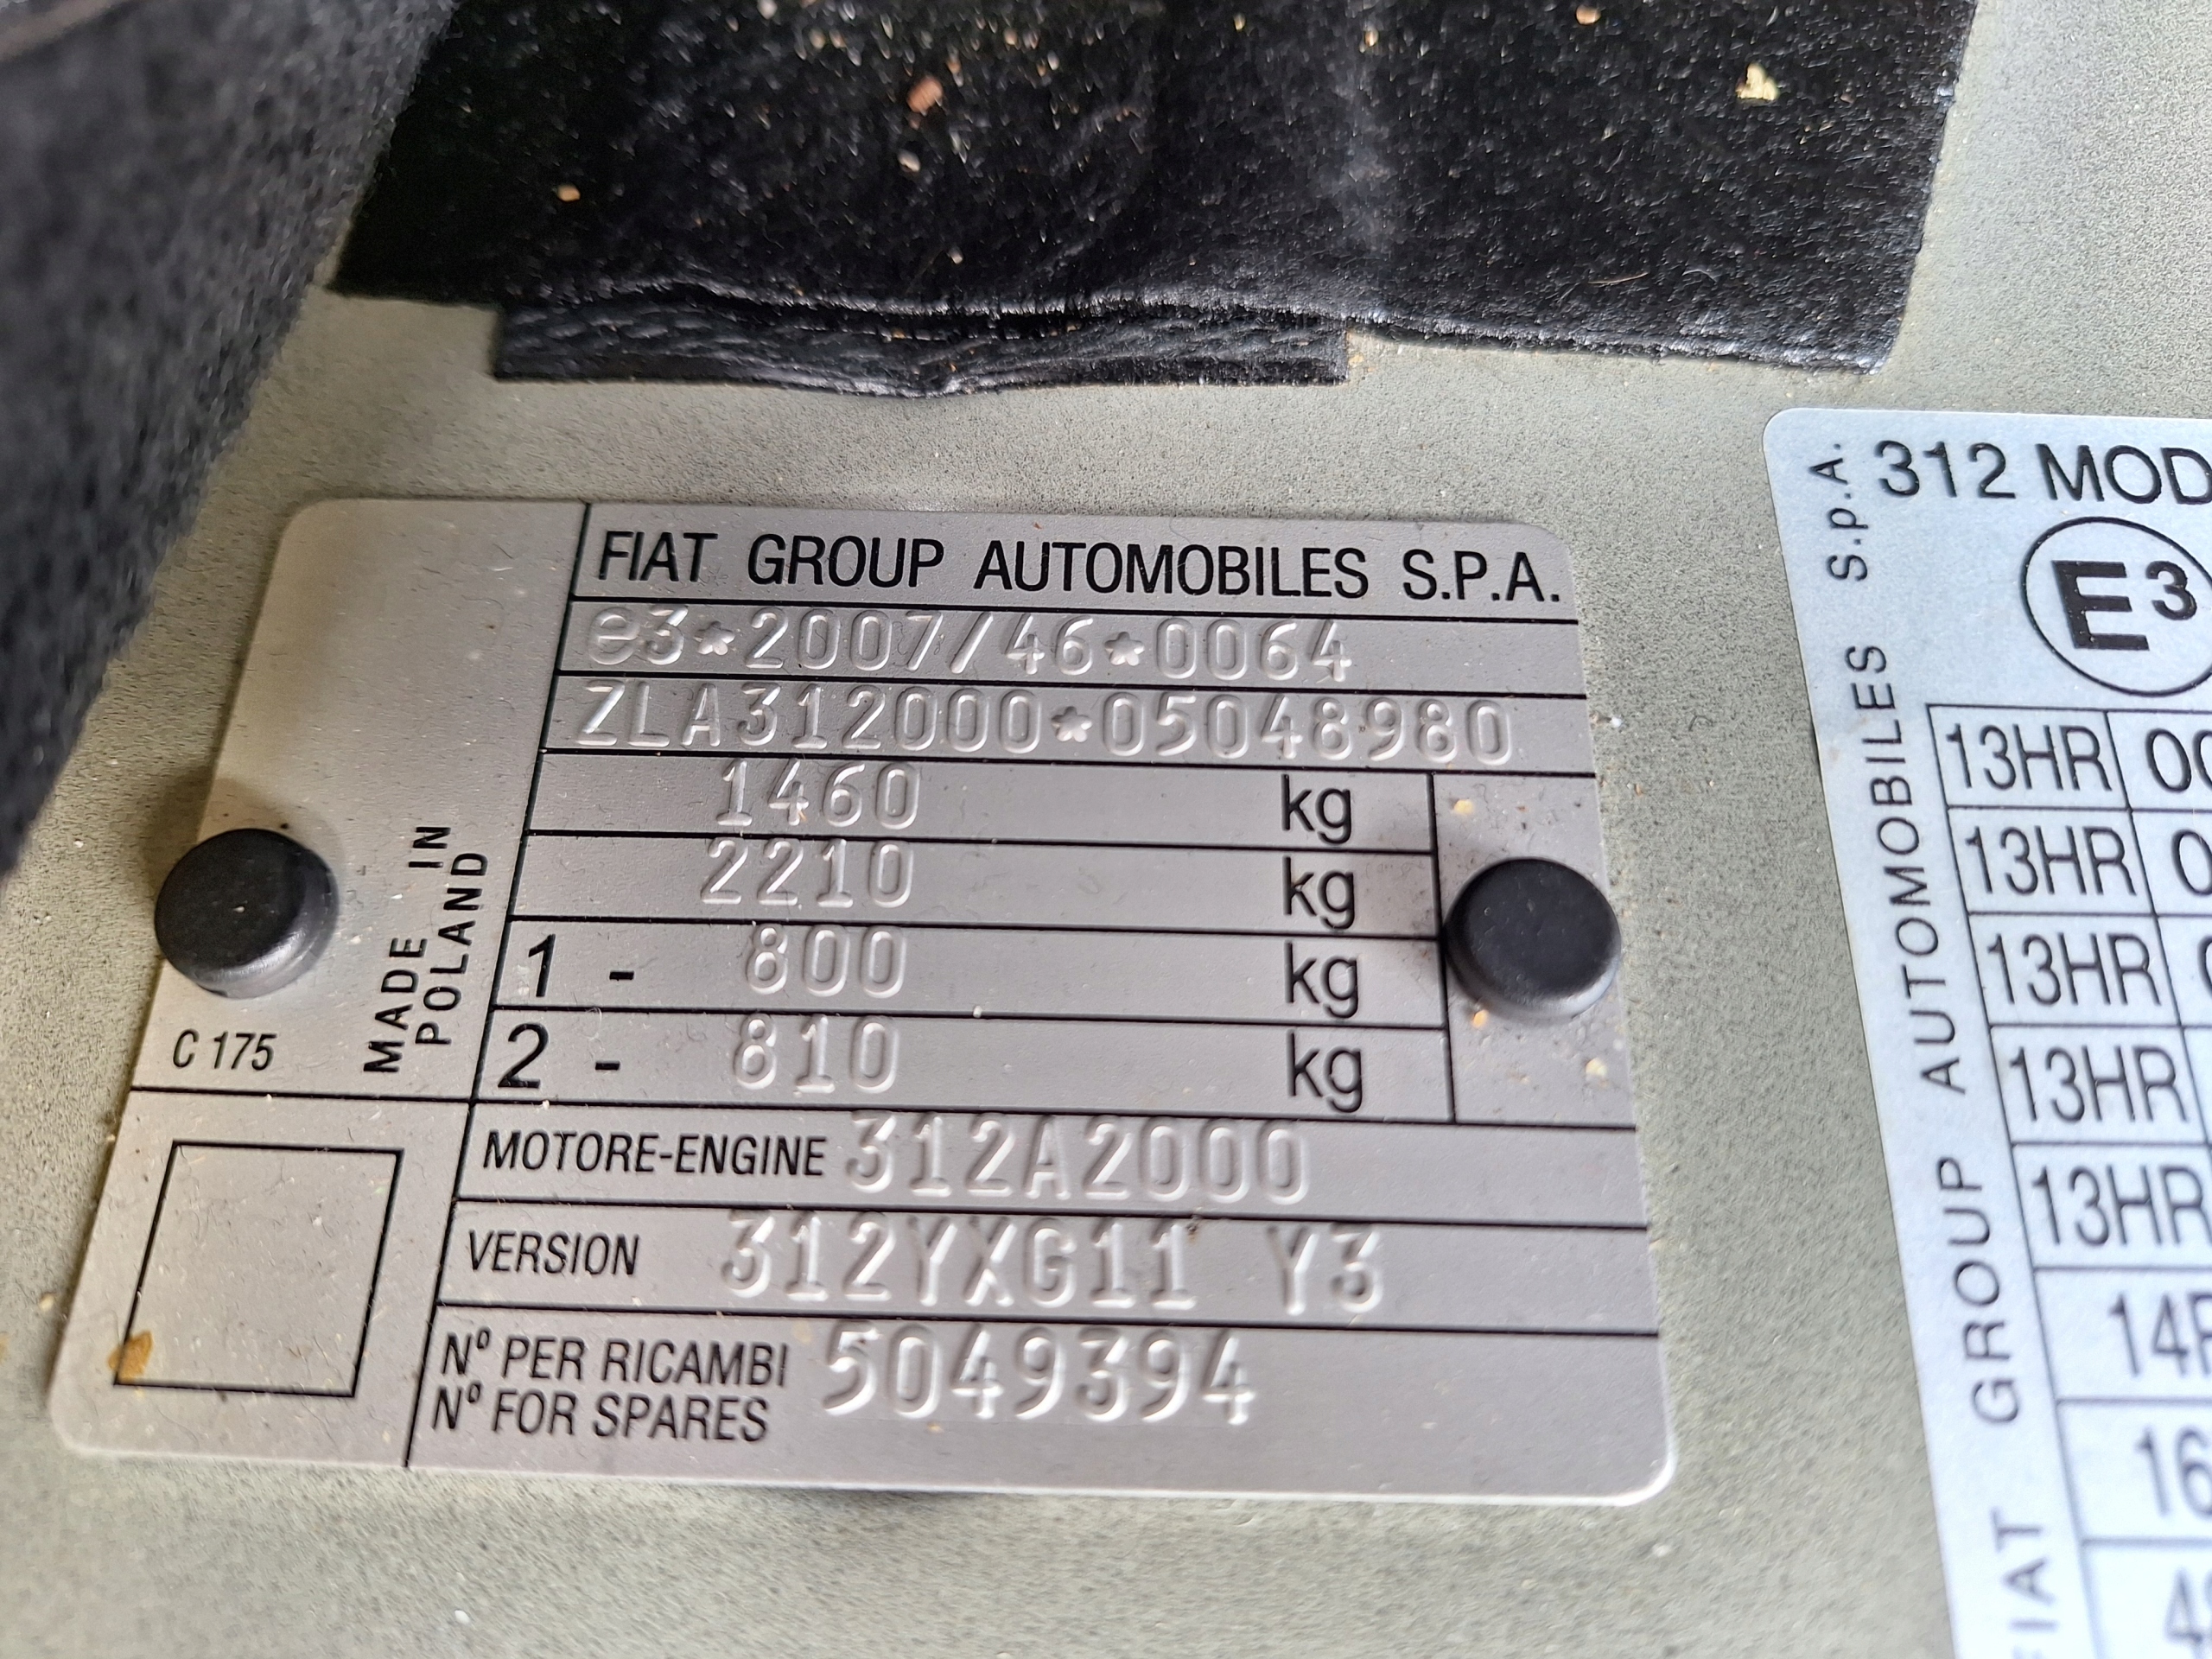 FIAT GROUP AUTOMOBILES S.P.A.
e3*2007/46*0064
ZLA312000*05048980
1460 kg
2210 kg
1 - 800 kg
2 - 810 kg
MOTORE-ENGINE 312A2000
VERSION 312YXG11 Y3
Nº PER RICAMBI 5049394
Nº FOR SPARES
MADE IN
POLAND
C 175
FIAT GROUP AUTOMOBILES S.p.A.
312 MOD
E3
13HR
13HR
13HR
13HR
13HR